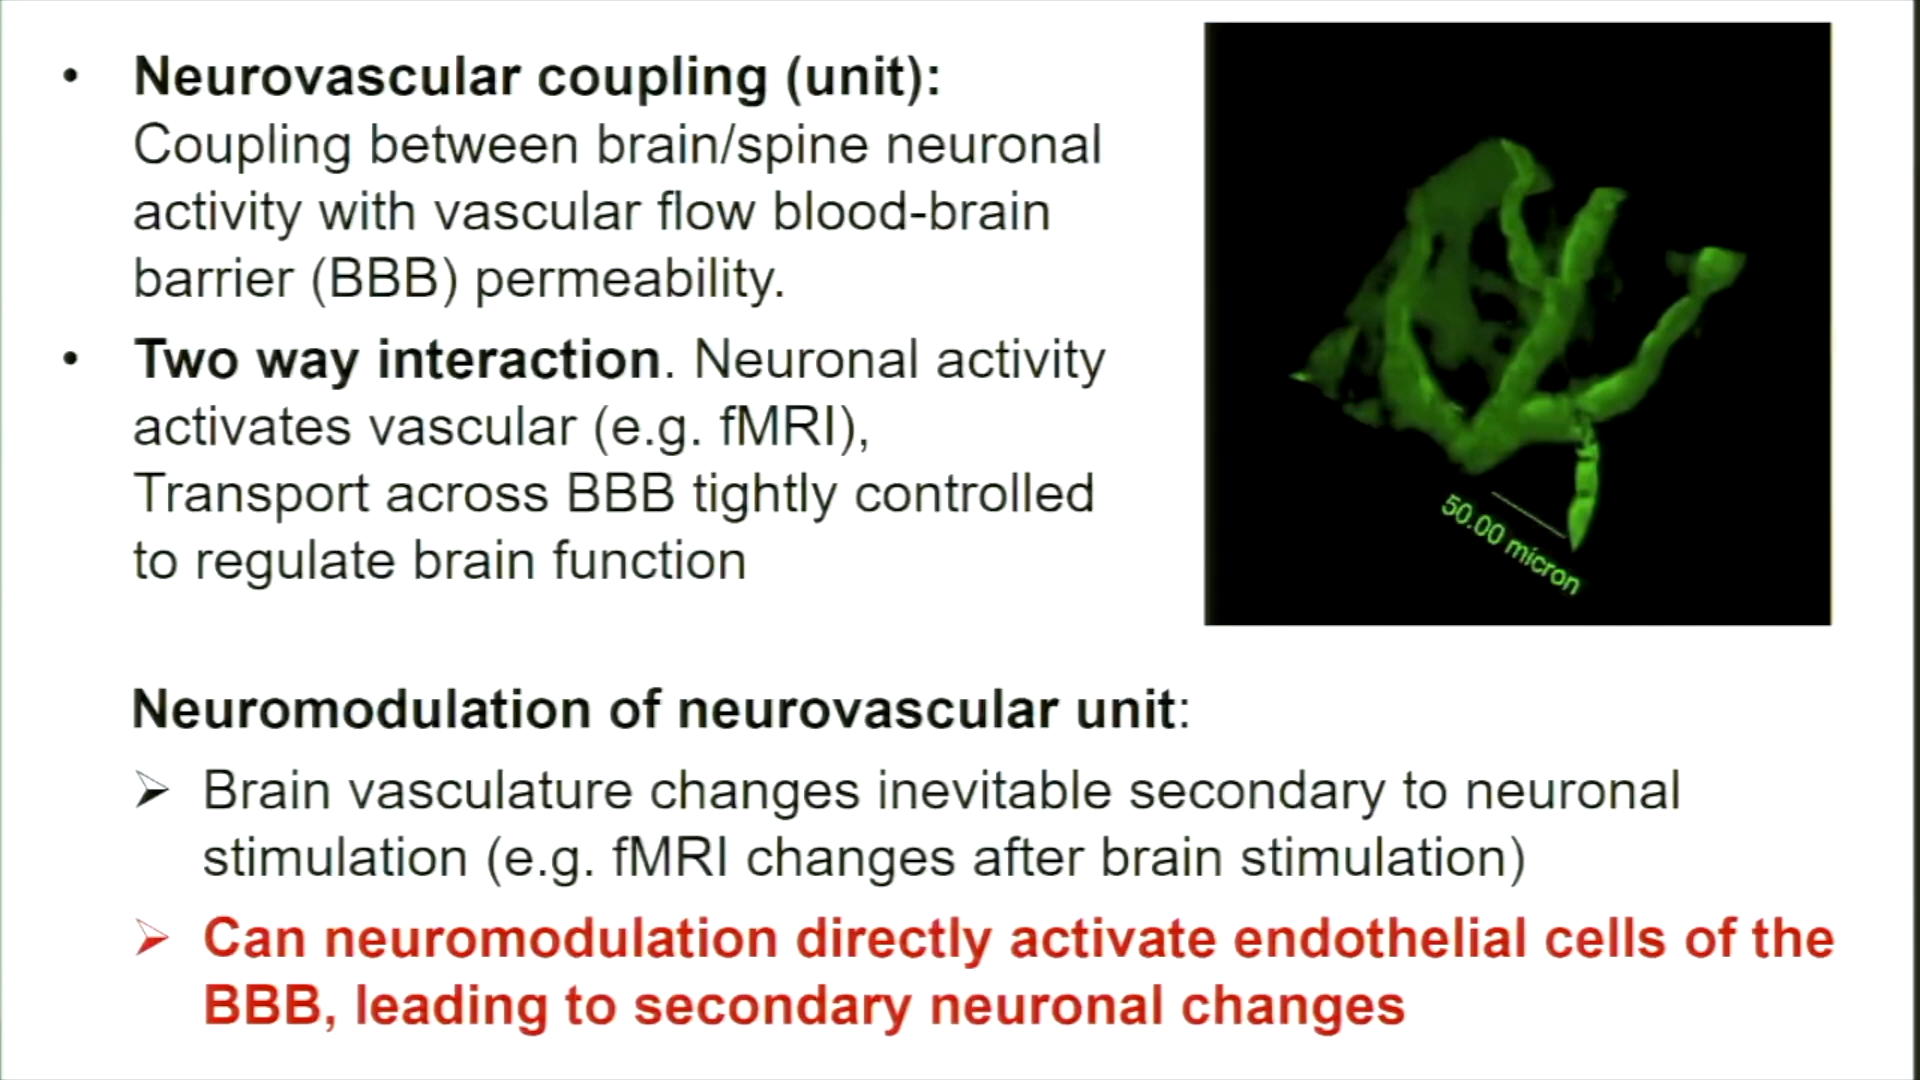 • Neurovascular coupling (unit):
Coupling between brain/spine neuronal
activity with vascular flow blood-brain
barrier (BBB) permeability.
• Two way interaction. Neuronal activity
activates vascular (e.g. fMRI),
Transport across BBB tightly controlled
to regulate brain function
50.00 micron
Neuromodulation of neurovascular unit:
➢ Brain vasculature changes inevitable secondary to neuronal
stimulation (e.g. fMRI changes after brain stimulation)
➢ Can neuromodulation directly activate endothelial cells of the
BBB, leading to secondary neuronal changes